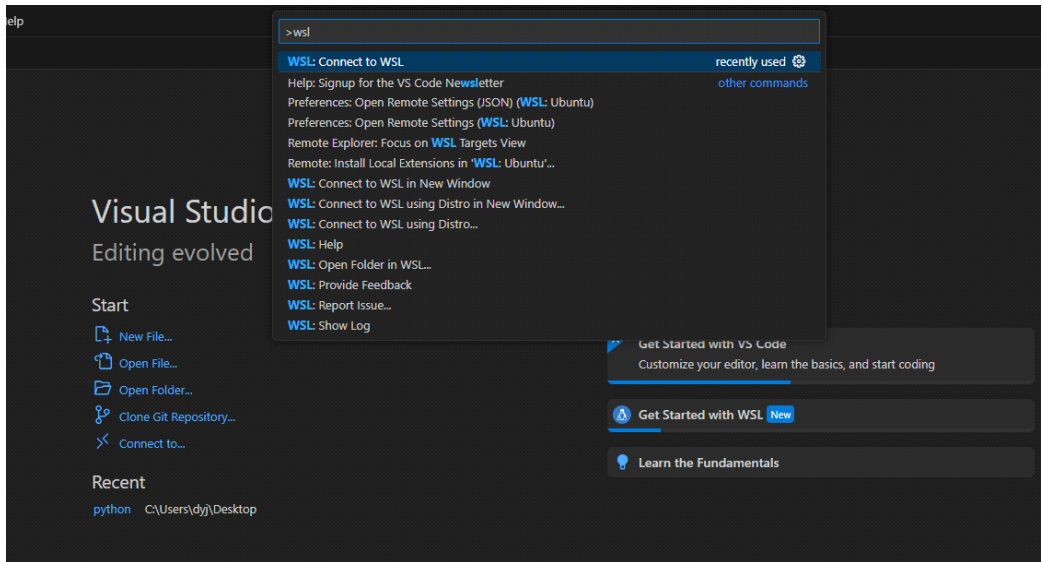 elp
>wsl
WSL: Connect to WSL recently used
Help: Signup for the VS Code Newsletter other commands
Preferences: Open Remote Settings (JSON) (WSL: Ubuntu)
Preferences: Open Remote Settings (WSL: Ubuntu)
Remote Explorer: Focus on WSL Targets View
Remote: Install Local Extensions in 'WSL: Ubuntu'...
WSL: Connect to WSL in New Window
WSL: Connect to WSL using Distro in New Window...
WSL: Connect to WSL using Distro...
WSL: Help
WSL: Open Folder in WSL...
WSL: Provide Feedback
WSL: Report Issue...
WSL: Show Log
Visual Studio
Editing evolved
Start
New File...
Open File...
Open Folder...
Clone Git Repository...
Connect to...
Recent
python C:\Users\dyj\Desktop
Get Started with VS Code
Customize your editor, learn the basics, and start coding
Get Started with WSL New
Learn the Fundamentals